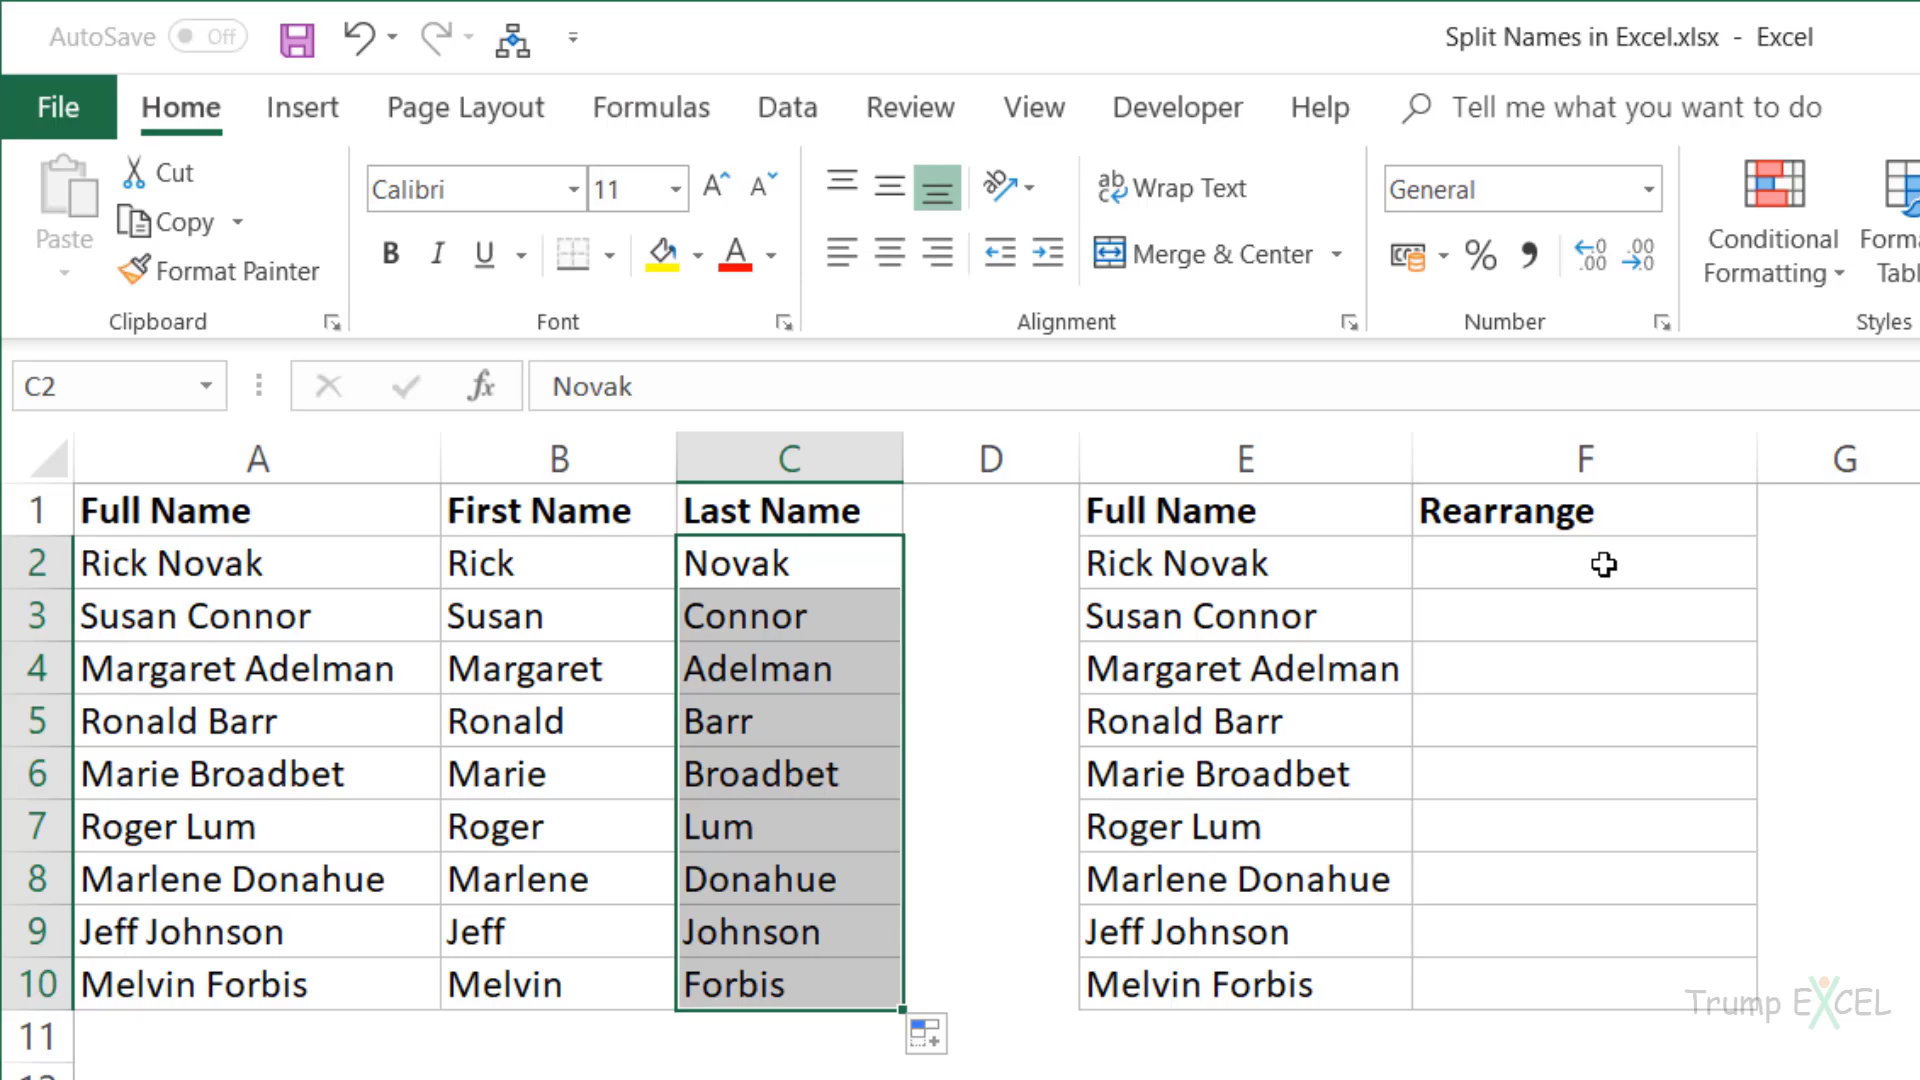 AutoSave Off
Split Names in Excel.xlsx - Excel
File Home Insert Page Layout Formulas Data Review View Developer Help Tell me what you want to do
Paste
Cut
Copy
Format Painter
Clipboard
Calibri 11
B I U
Font
Wrap Text
Merge & Center
Alignment
General
Number
Conditional
Formatting
Styles
C2 fx Novak
A B C D E F G
1 Full Name First Name Last Name Full Name Rearrange
2 Rick Novak Rick Novak Rick Novak
3 Susan Connor Susan Connor Susan Connor
4 Margaret Adelman Margaret Adelman Margaret Adelman
5 Ronald Barr Ronald Barr Ronald Barr
6 Marie Broadbet Marie Broadbet Marie Broadbet
7 Roger Lum Roger Lum Roger Lum
8 Marlene Donahue Marlene Donahue Marlene Donahue
9 Jeff Johnson Jeff Johnson Jeff Johnson
10 Melvin Forbis Melvin Forbis Melvin Forbis
11
Trump EXCEL